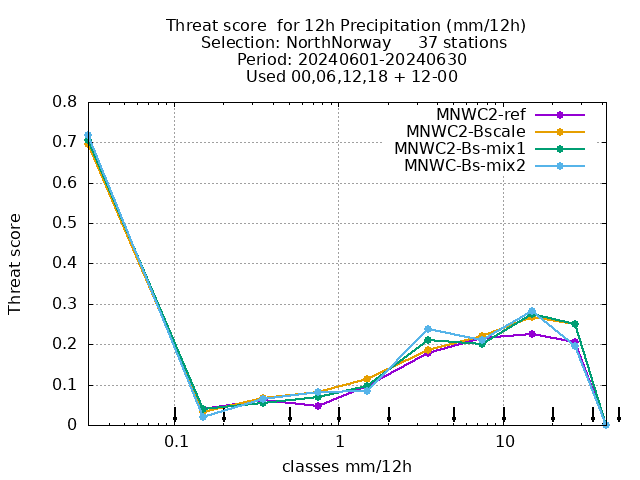 Threat score  for 12h Precipitation (mm/12h)
Selection: NorthNorway     37 stations
Period: 20240601-20240630
Used 00,06,12,18 + 12-00
MNWC2-ref
MNWC2-Bscale
MNWC2-Bs-mix1
MNWC-Bs-mix2
0.8
0.7
0.6
0.5
0.4
0.3
0.2
0.1
0
Threat score
0.1 1 10
classes mm/12h